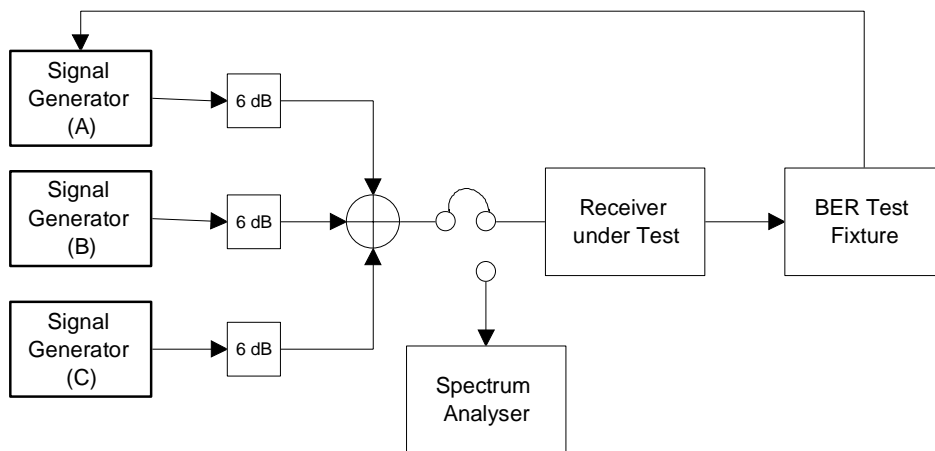 Signal
Generator
(A)
6 dB
Signal
Generator
(B)
6 dB
Signal
Generator
(C)
6 dB
Receiver
under Test
BER Test
Fixture
Spectrum
Analyser